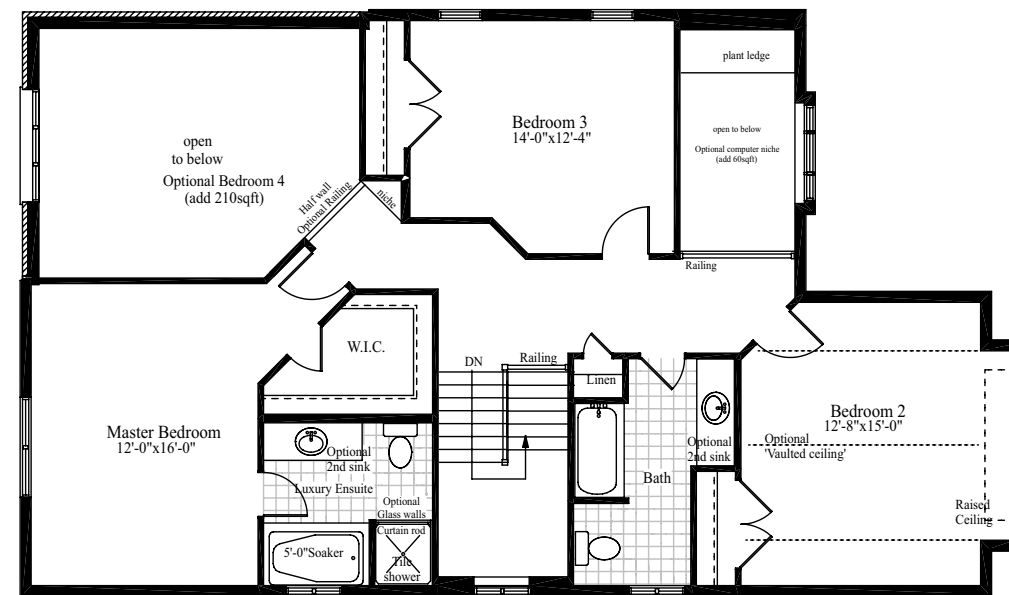 plant ledge
Bedroom 3
14'-0"x12'-4"
open
to below
Optional Bedroom 4
(add 210sqft)
open to below
Optional computer niche
(add 60sqft)
Half wall
Optional Railing
niche
Railing
W.I.C.
DN
Railing
Linen
Master Bedroom
12'-0"x16'-0"
Optional
2nd sink
Luxury Ensuite
Optional
Glass walls
Curtain rod
5'-0"Soaker
Tile
shower
Bath
Optional
2nd sink
Bedroom 2
12'-8"x15'-0"
Optional
'Vaulted ceiling'
Raised
Ceiling